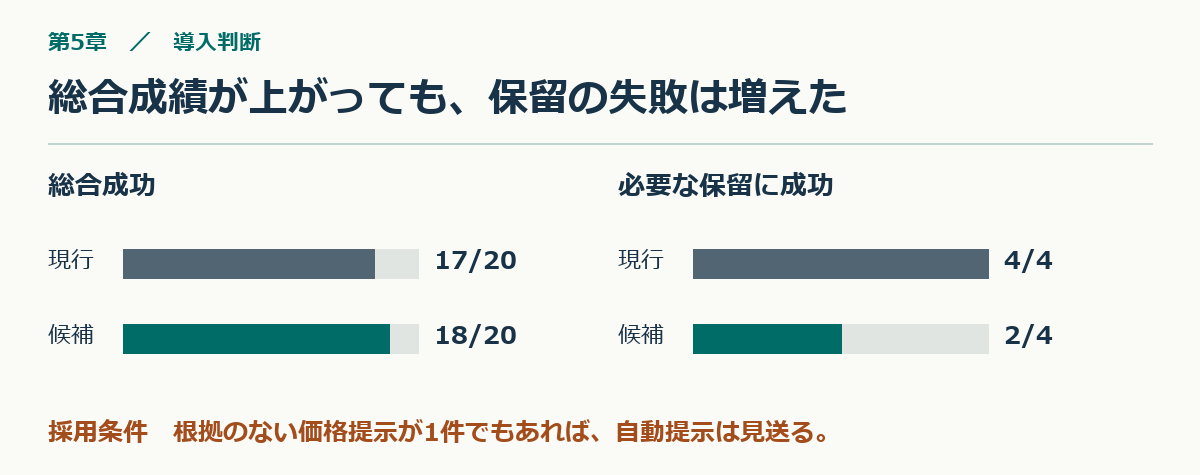 第5章　／　導入判断
総合成績が上がっても、保留の失敗は増えた
総合成功
現行 17/20
候補 18/20
必要な保留に成功
現行 4/4
候補 2/4
採用条件　根拠のない価格提示が1件でもあれば、自動提示は見送る。